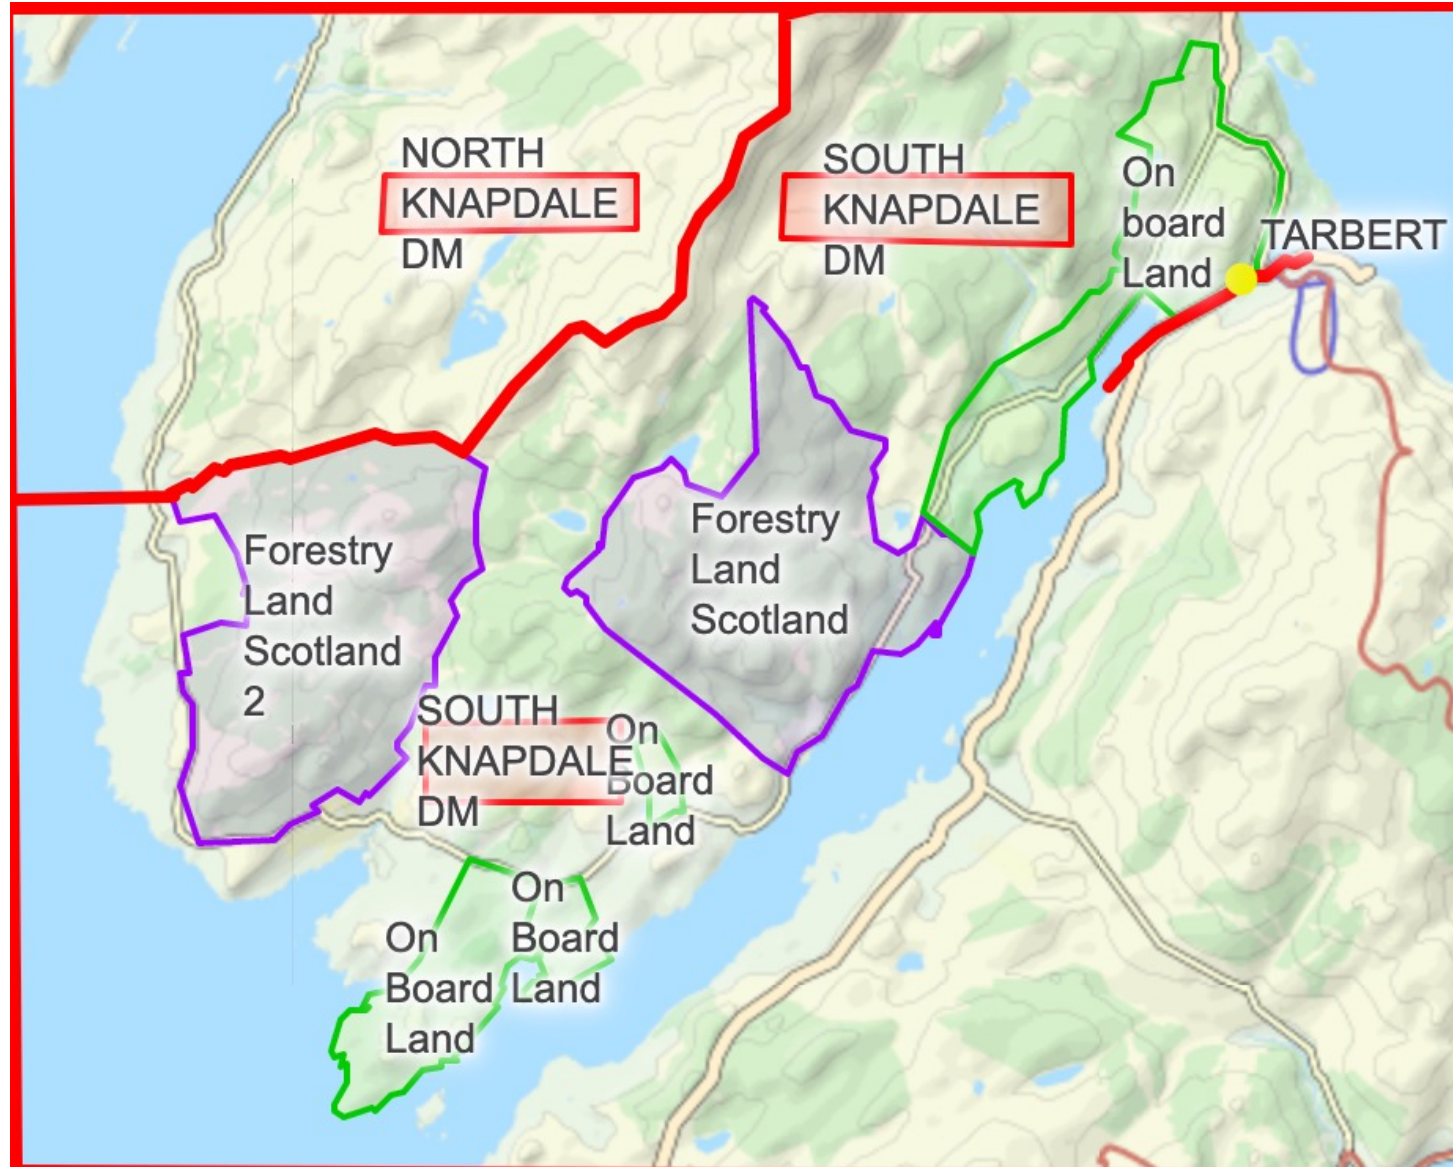 NORTH
KNAPDALE
DM
SOUTH
KNAPDALE
DM
On
board
Land
TARBERT
Forestry
Land
Scotland
Forestry
Land
Scotland
2
SOUTH
KNAPDALE
DM
On
Board
Land
On
Board
Land
On
Board
Land